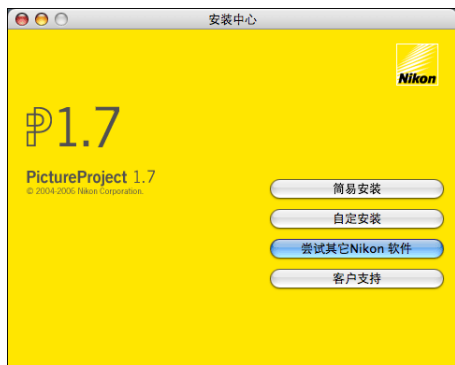 安装中心
Nikon
P1.7
PictureProject 1.7
© 2004-2006 Nikon Corporation.
简易安装
自定安装
尝试其它Nikon 软件
客户支持